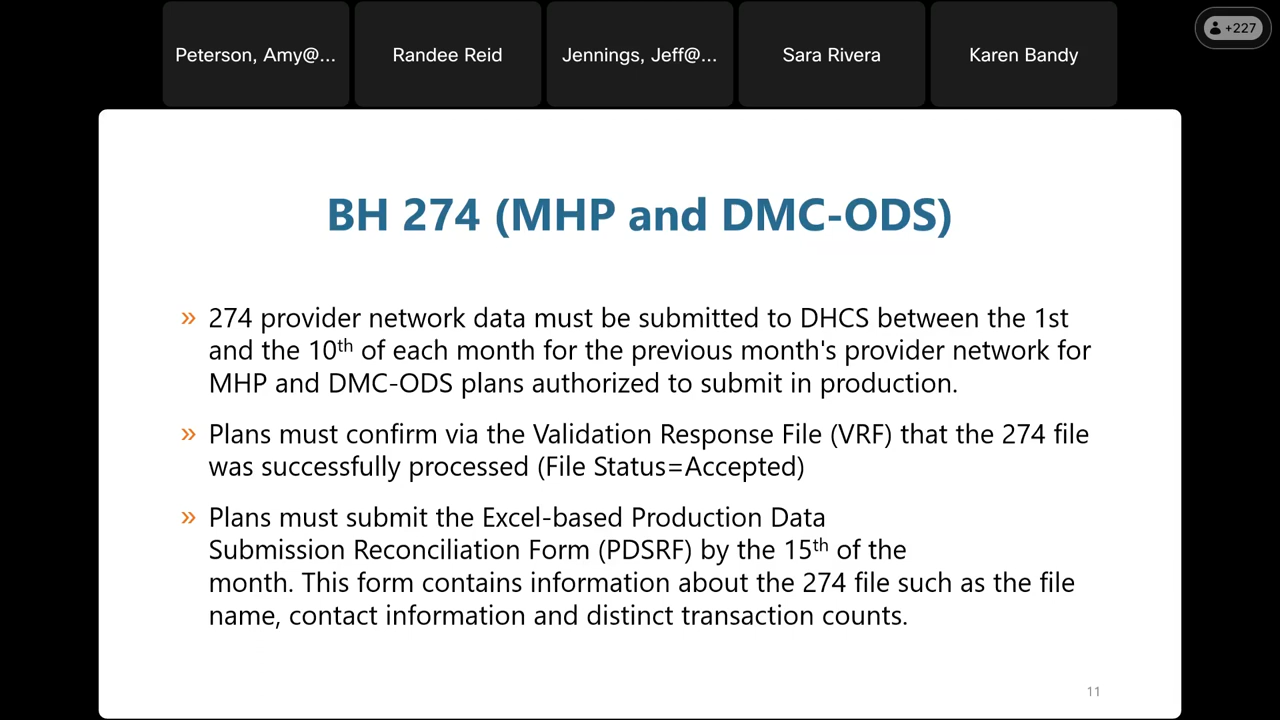 Peterson, Amy@...
Randee Reid
Jennings, Jeff@...
Sara Rivera
Karen Bandy
+227
BH 274 (MHP and DMC-ODS)
» 274 provider network data must be submitted to DHCS between the 1st
and the 10th of each month for the previous month's provider network for
MHP and DMC-ODS plans authorized to submit in production.
» Plans must confirm via the Validation Response File (VRF) that the 274 file
was successfully processed (File Status=Accepted)
» Plans must submit the Excel-based Production Data
Submission Reconciliation Form (PDSRF) by the 15th of the
month. This form contains information about the 274 file such as the file
name, contact information and distinct transaction counts.
11